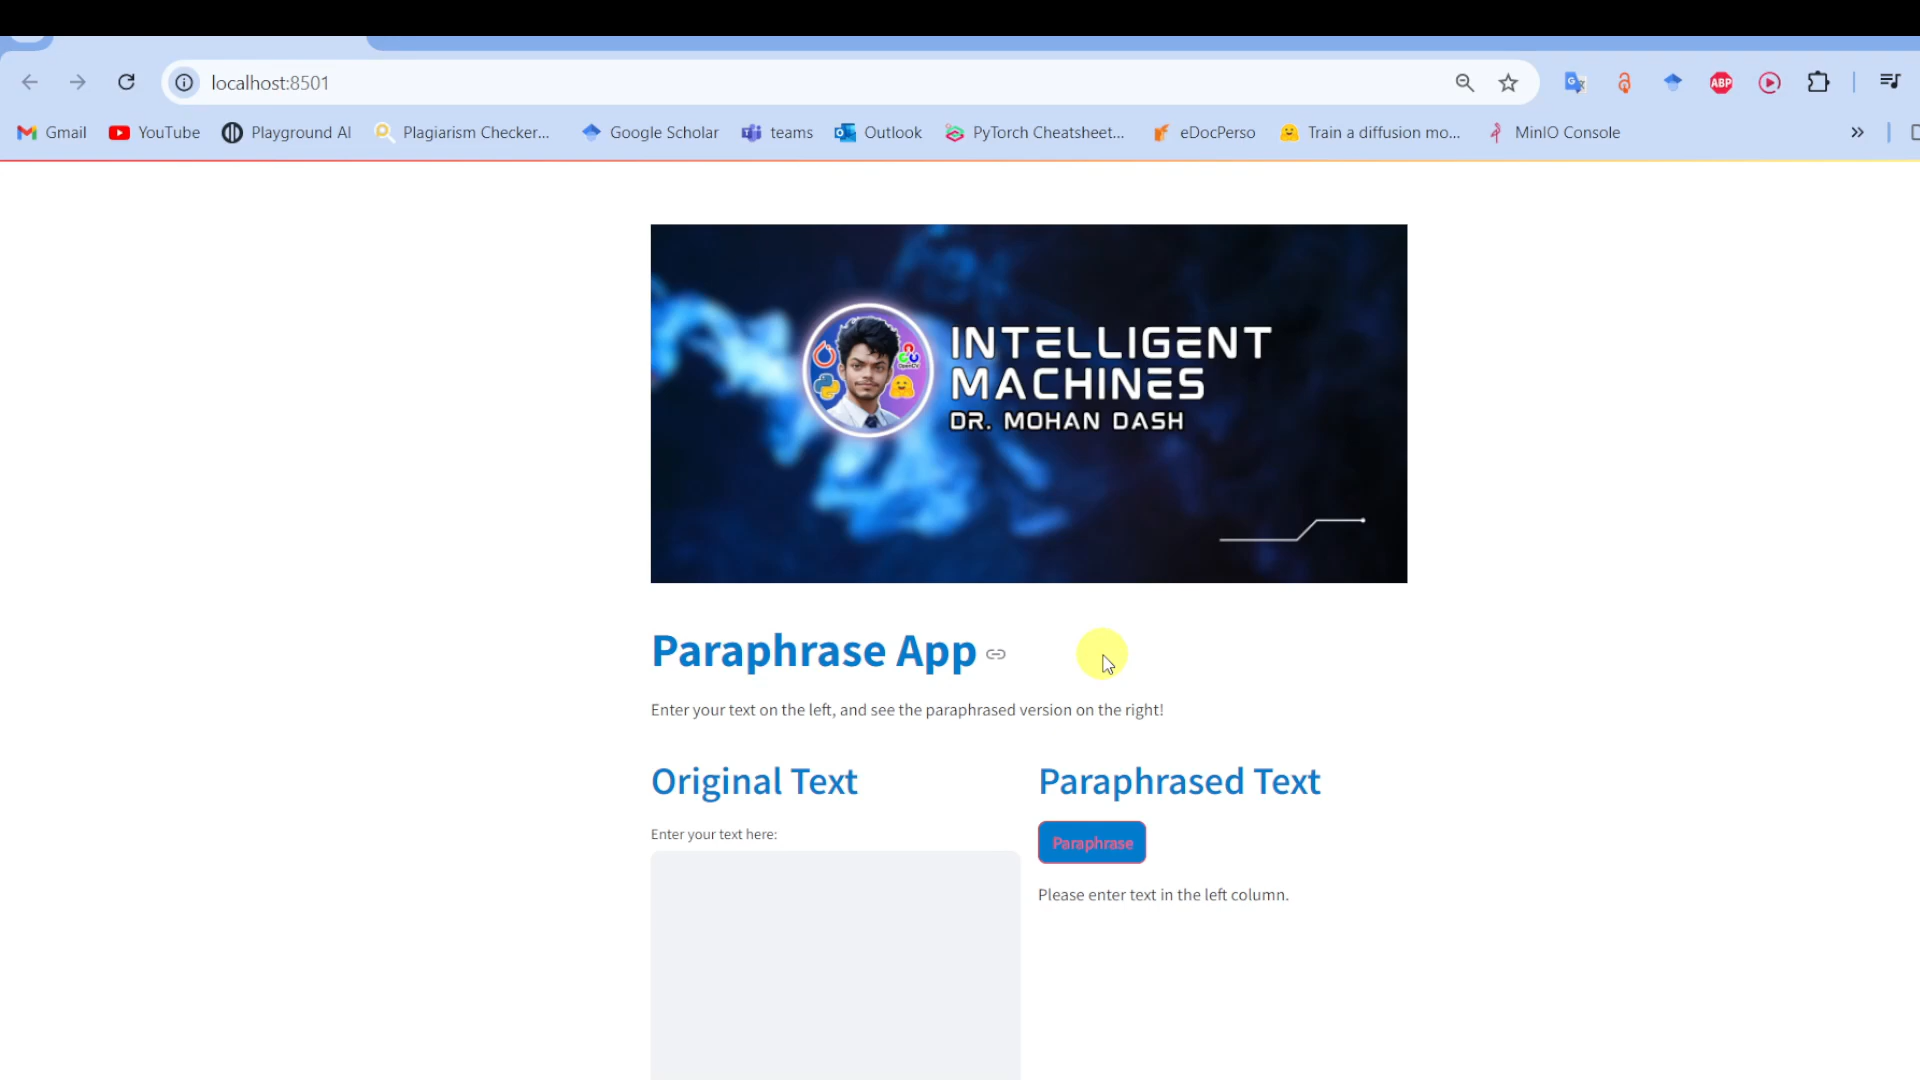 localhost:8501
Gmail YouTube Playground AI Plagiarism Checker... Google Scholar teams Outlook PyTorch Cheatsheet... eDocPerso Train a diffusion mo... MinIO Console
ABP
INTELLIGENT
MACHINES
DR. MOHAN DASH
OpenCV
Paraphrase App
Enter your text on the left, and see the paraphrased version on the right!
Original Text
Paraphrased Text
Enter your text here:
Paraphrase
Please enter text in the left column.